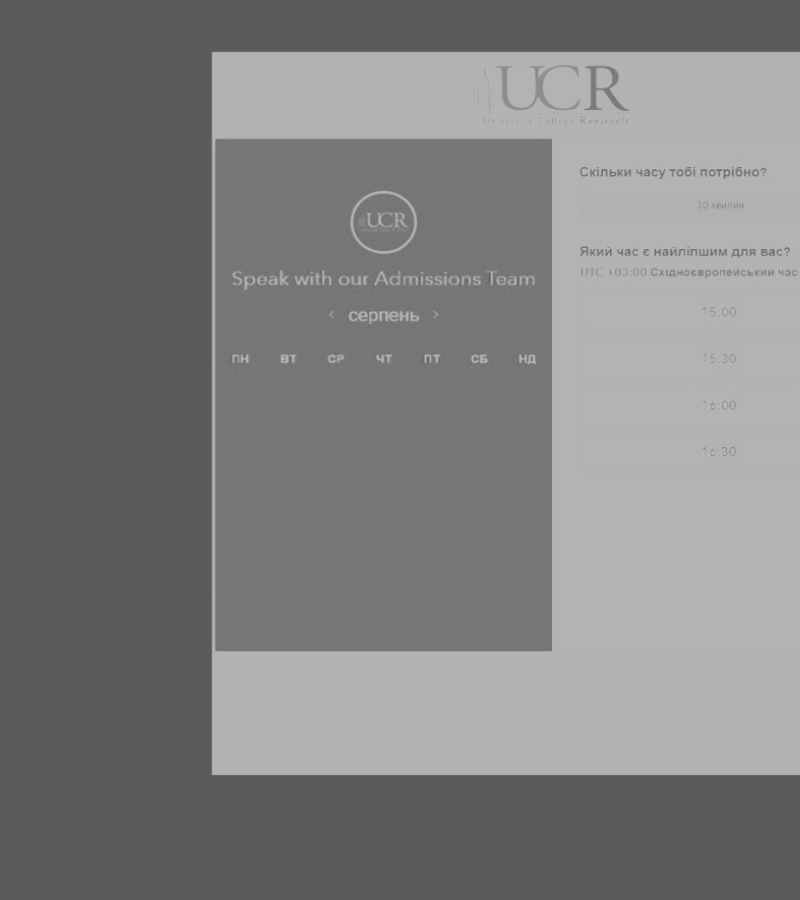 UCR
University College Roosevelt
UCR
Speak with our Admissions Team
‹ серпень ›
ПН ВТ СР ЧТ ПТ СБ НД
Скільки часу тобі потрібно?
30 хвилин
Який час є найліпшим для вас?
UTC +03:00 Східноєвропейський час
15:00
15:30
16:00
16:30